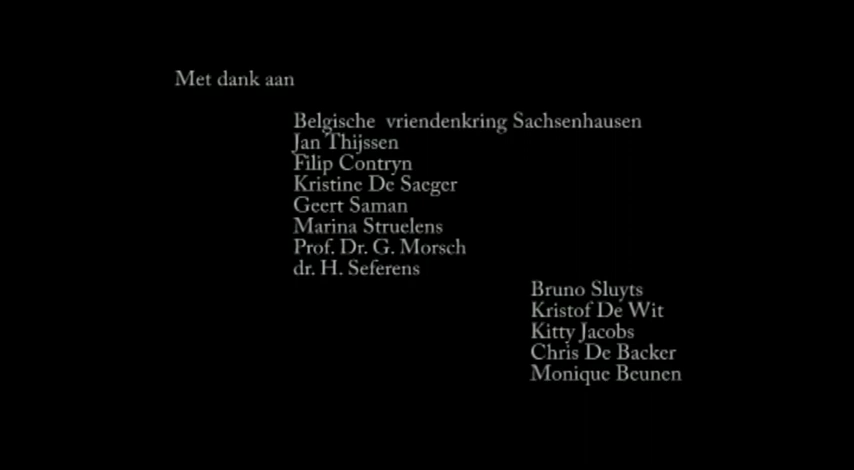 Met dank aan
Belgische vriendenkring Sachsenhausen
Jan Thijssen
Filip Contryn
Kristine De Saeger
Geert Saman
Marina Struelens
Prof. Dr. G. Morsch
dr. H. Seferens
Bruno Sluyts
Kristof De Wit
Kitty Jacobs
Chris De Backer
Monique Beunen